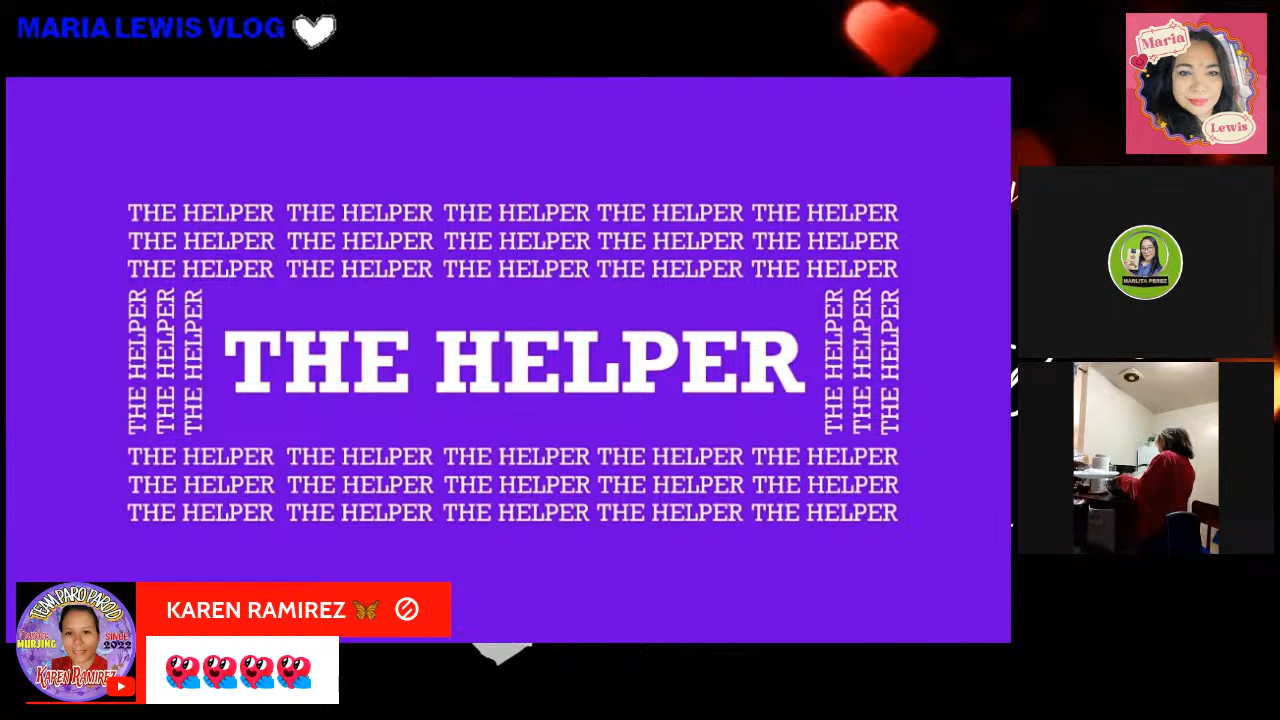 MARIA LEWIS VLOG
Maria
Lewis
THE HELPER THE HELPER THE HELPER THE HELPER THE HELPER
THE HELPER THE HELPER THE HELPER THE HELPER THE HELPER
THE HELPER THE HELPER THE HELPER THE HELPER THE HELPER
THE HELPER
THE HELPER
THE HELPER
THE HELPER
THE HELPER
THE HELPER
THE HELPER
THE HELPER THE HELPER THE HELPER THE HELPER THE HELPER
THE HELPER THE HELPER THE HELPER THE HELPER THE HELPER
THE HELPER THE HELPER THE HELPER THE HELPER THE HELPER
MARLITA PEREZ
TEAM PARO PARO
MURJING
SINCE
2022
KAREN RAMIREZ
KAREN RAMIREZ 🦋